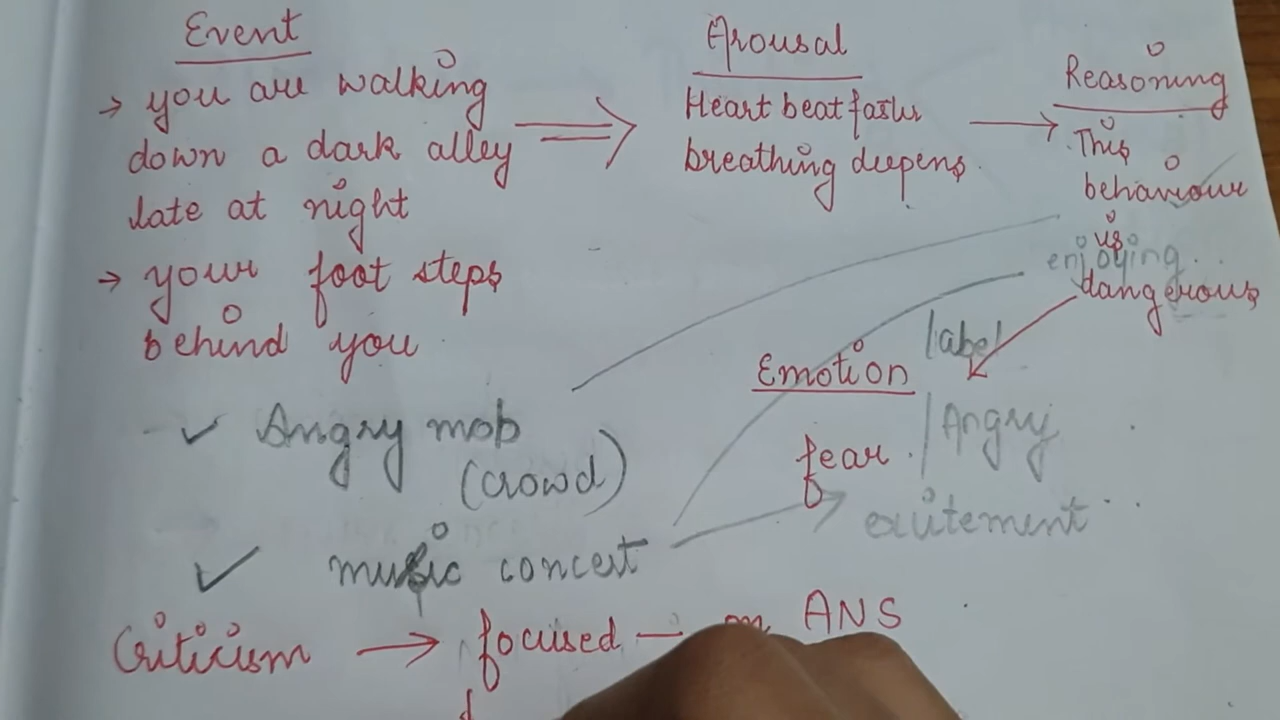 Event
→ you are walking
down a dark alley
late at night
→ your foot steps
behind you
Arousal
Heart beat faster
breathing deepens.
Reasoning
This
behaviour
is
enjoying..
dangerous
label
Emotion
fear. / Angry
excitement
✓ Angry mob
(crowd)
✓ music concert
Criticism → focused — on ANS